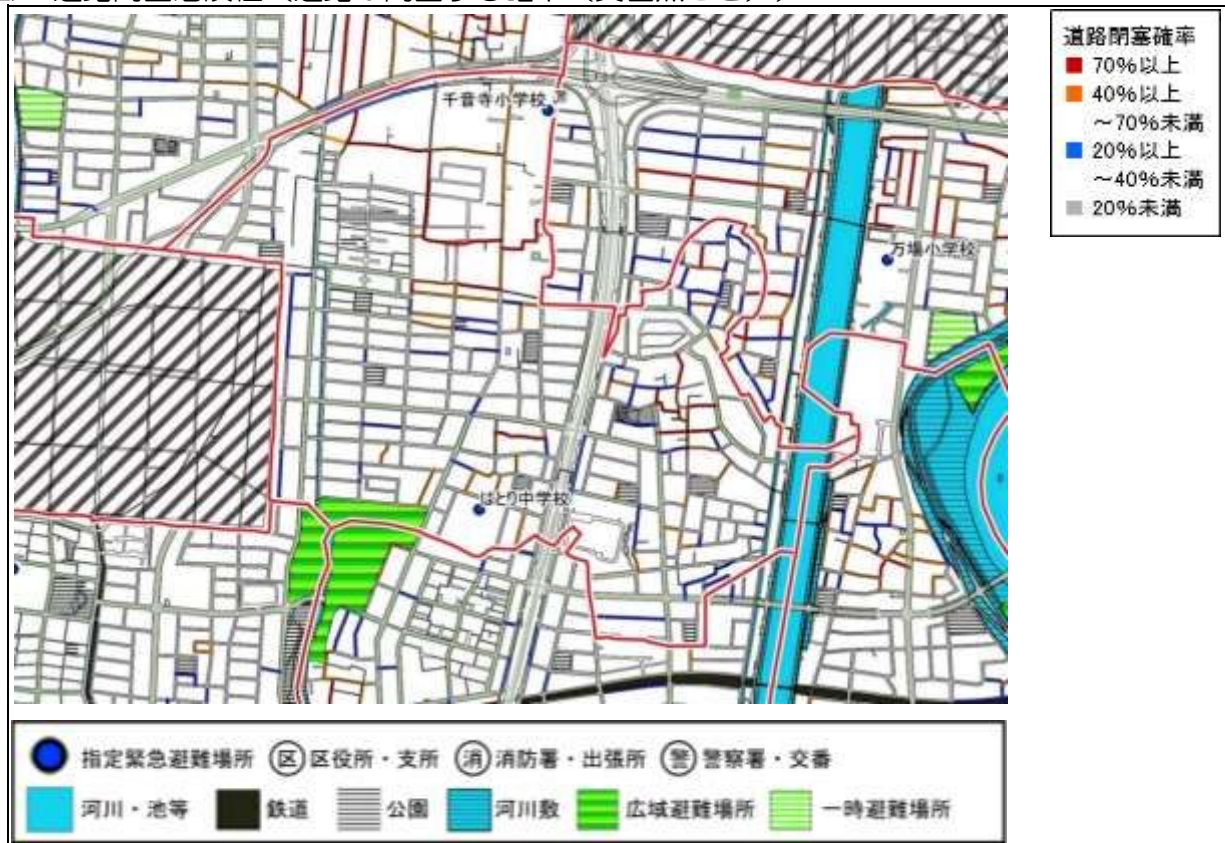 千音寺小学校
万場小学校
はとり中学校
道路閉塞確率
70%以上
40%以上
～70%未満
20%以上
～40%未満
20%未満
指定緊急避難場所 区 区役所・支所 消 消防署・出張所 警 警察署・交番
河川・池等 鉄道 公園 河川敷 広域避難場所 一時避難場所